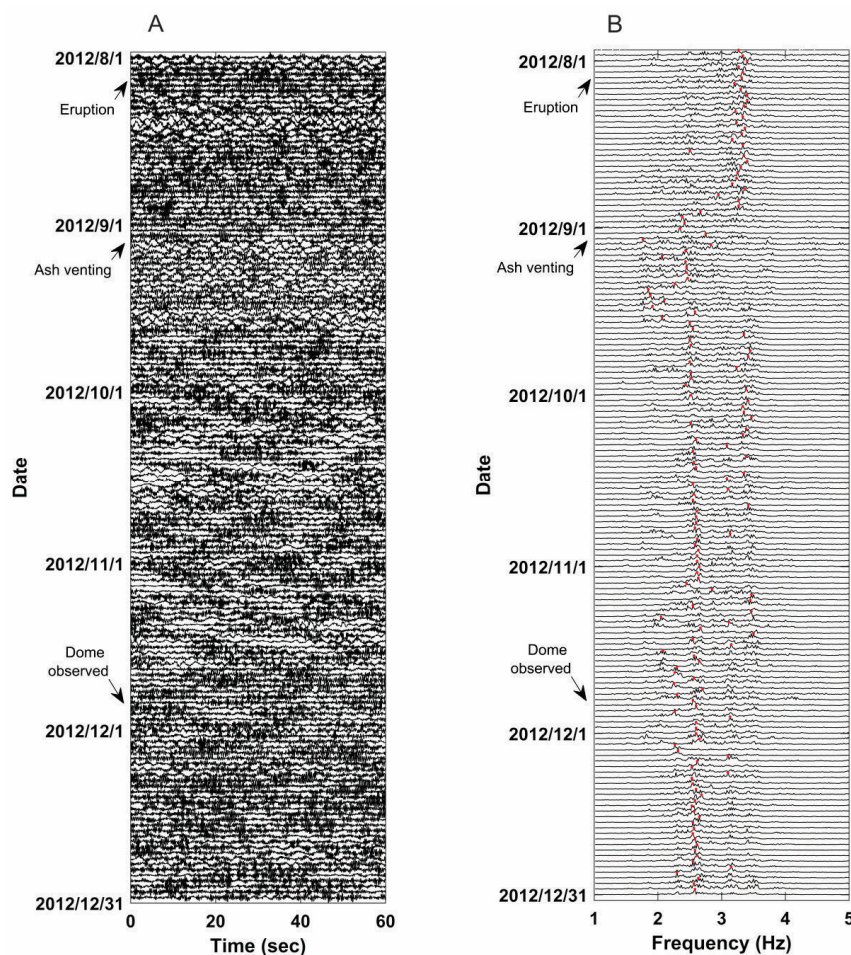 A
2012/8/1
Eruption
2012/9/1
Ash venting
2012/10/1
Date
2012/11/1
Dome
observed
2012/12/1
2012/12/31
0 20 40 60
Time (sec)
B
2012/8/1
Eruption
2012/9/1
Ash venting
2012/10/1
Date
2012/11/1
Dome
observed
2012/12/1
2012/12/31
1 2 3 4 5
Frequency (Hz)